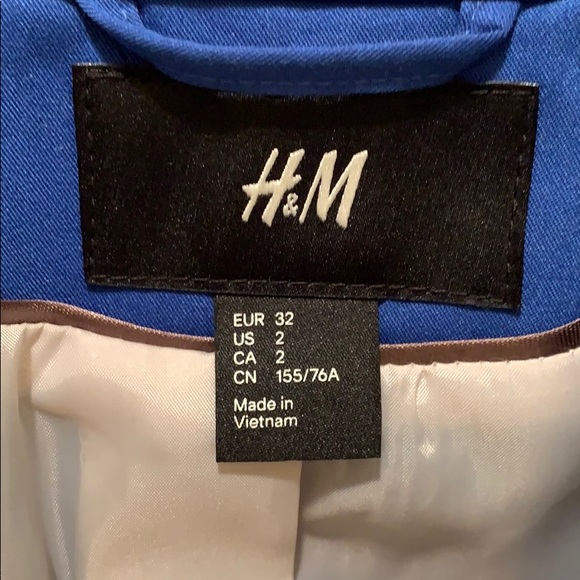 H&M
EUR 32
US 2
CA 2
CN 155/76A
Made in
Vietnam